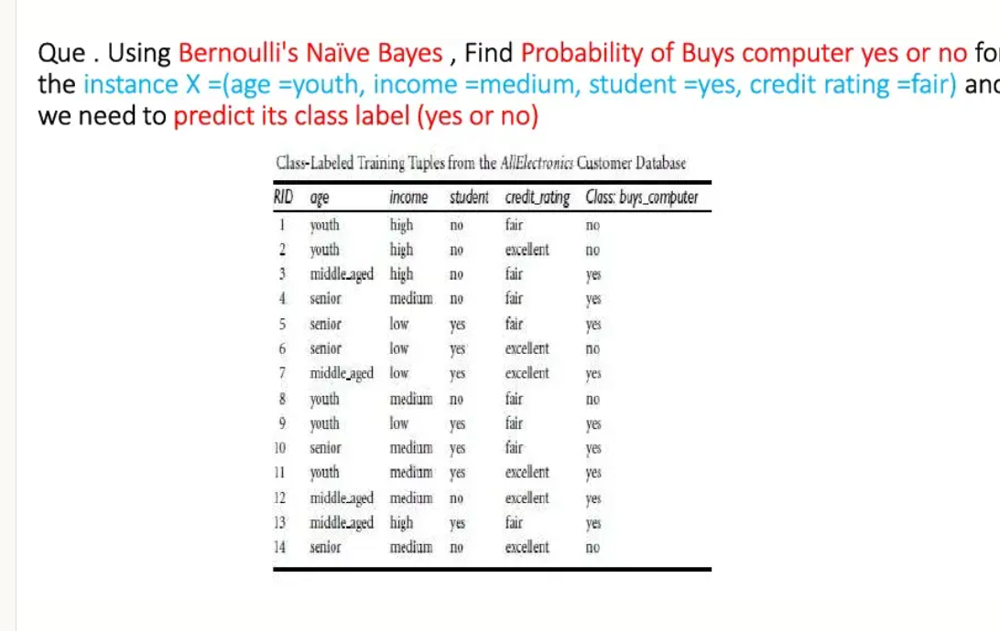 Que . Using Bernoulli's Naïve Bayes , Find Probability of Buys computer yes or no for
the instance X =(age =youth, income =medium, student =yes, credit rating =fair) and
we need to predict its class label (yes or no)
Class-Labeled Training Tuples from the AllElectronics Customer Database
RID age income student credit_rating Class: buys_computer
1 youth high no fair no
2 youth high no excellent no
3 middle_aged high no fair yes
4 senior medium no fair yes
5 senior low yes fair yes
6 senior low yes excellent no
7 middle_aged low yes excellent yes
8 youth medium no fair no
9 youth low yes fair yes
10 senior medium yes fair yes
11 youth medium yes excellent yes
12 middle_aged medium no excellent yes
13 middle_aged high yes fair yes
14 senior medium no excellent no